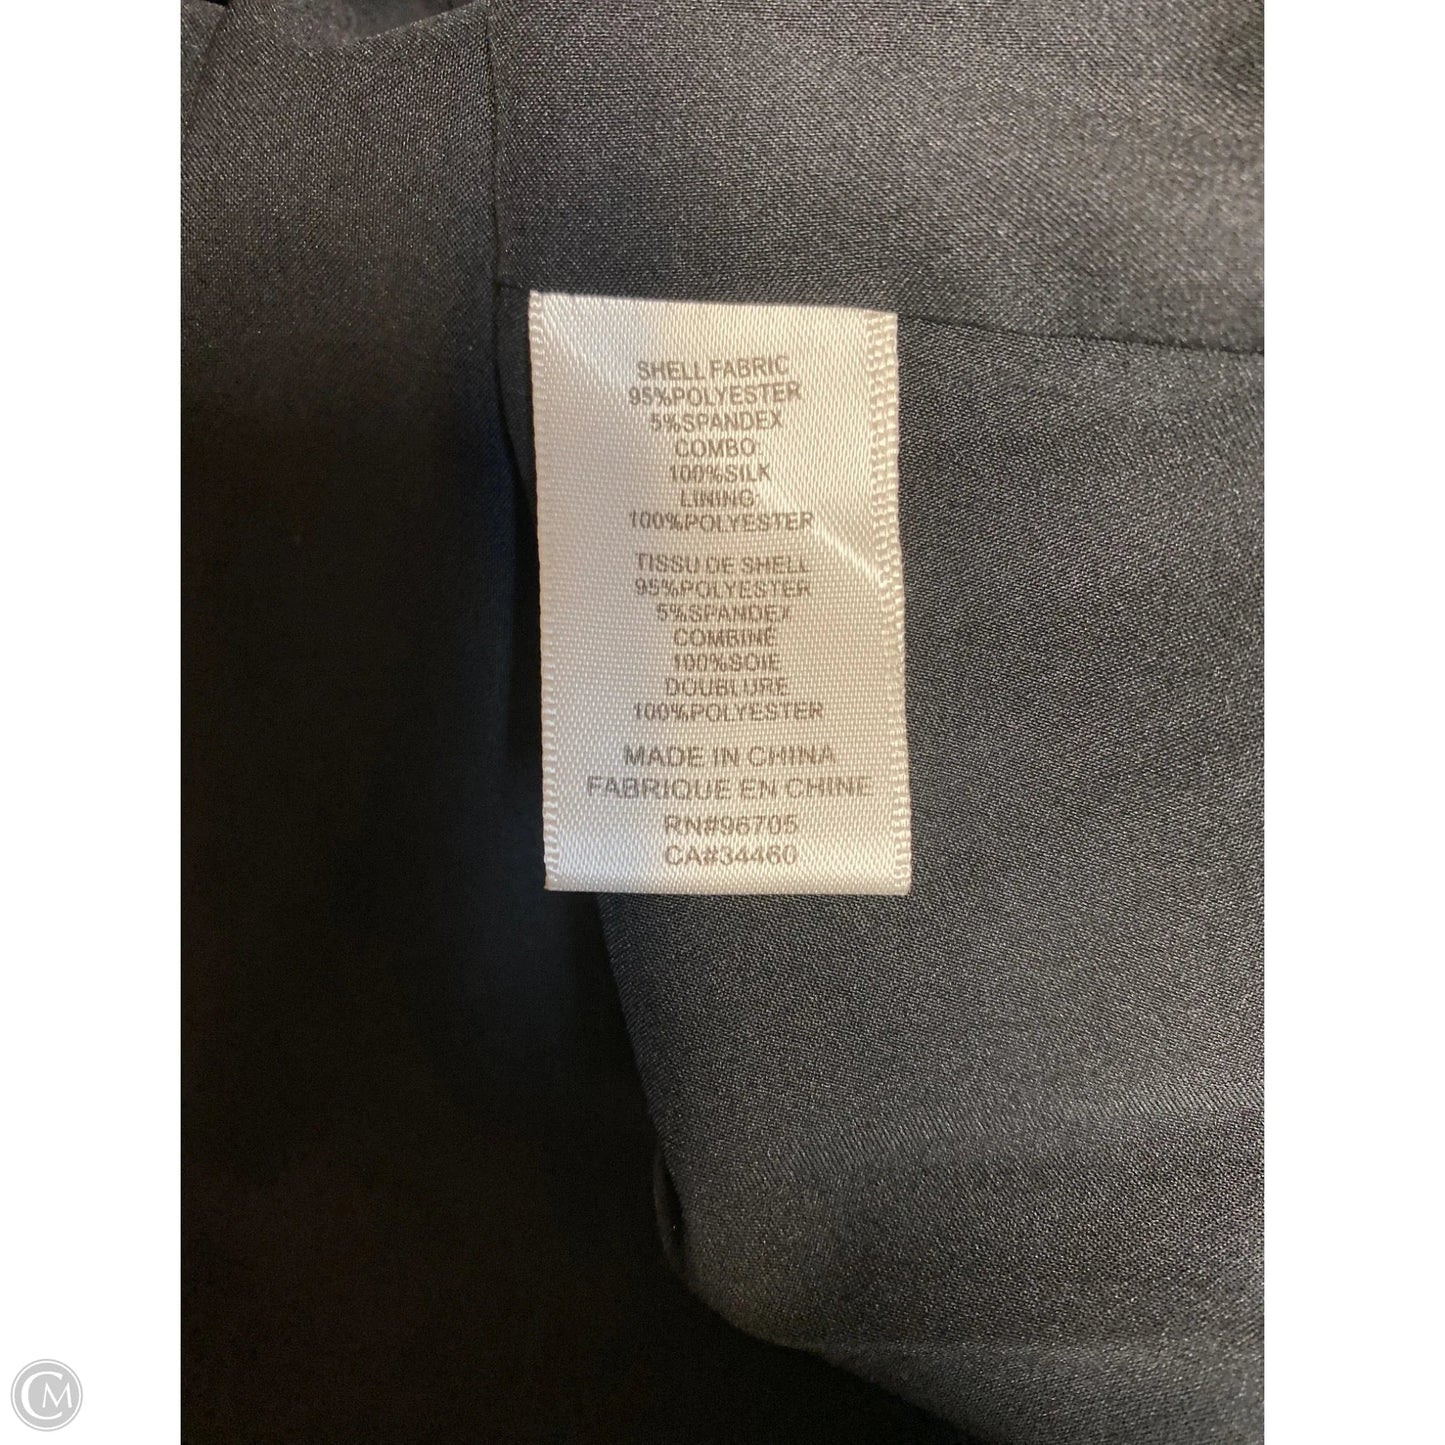 SHELL FABRIC
95%POLYESTER
5%SPANDEX
COMBO
100%SILK
LINING
100%POLYESTER
TISSU DE SHELL
95%POLYESTER
5%SPANDEX
COMBINÉ
100%SOIE
DOUBLURE
100%POLYESTER
MADE IN CHINA
FABRIQUE EN CHINE
RN#96705
CA#34460
CM